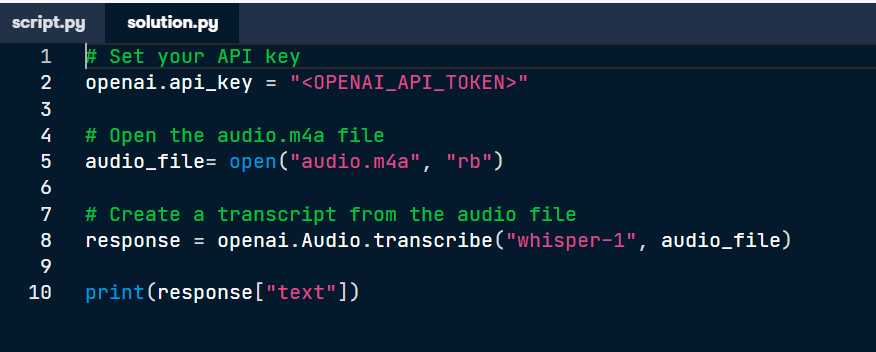 script.py solution.py
1 # Set your API key
2 openai.api_key = "<OPENAI_API_TOKEN>"
3
4 # Open the audio.m4a file
5 audio_file= open("audio.m4a", "rb")
6
7 # Create a transcript from the audio file
8 response = openai.Audio.transcribe("whisper-1", audio_file)
9
10 print(response["text"])